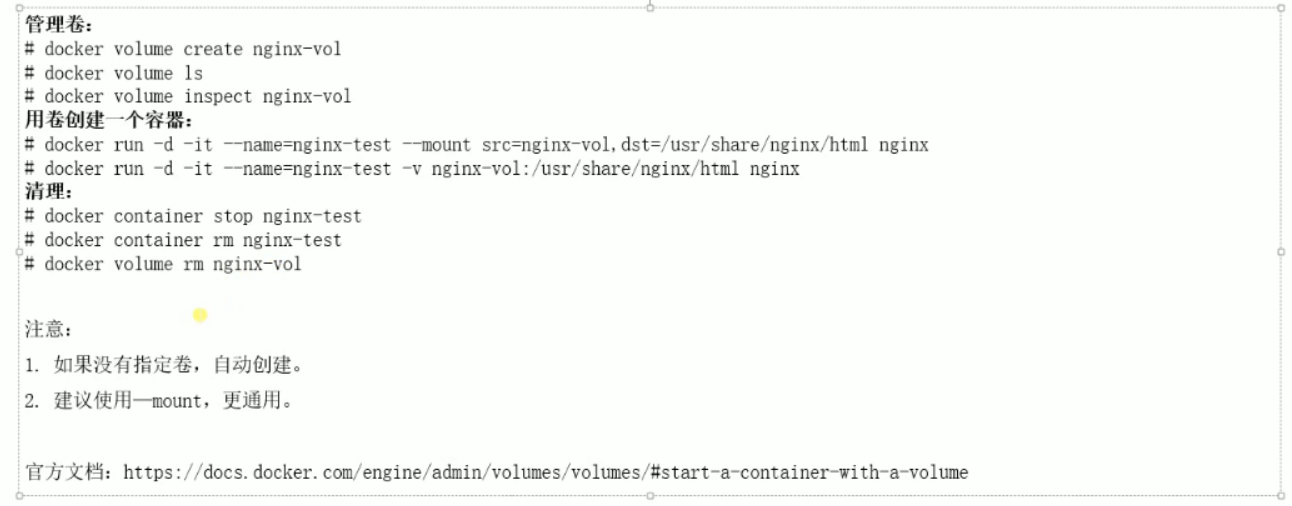 管理卷：
# docker volume create nginx-vol
# docker volume ls
# docker volume inspect nginx-vol
用卷创建一个容器：
# docker run -d -it --name=nginx-test --mount src=nginx-vol,dst=/usr/share/nginx/html nginx
# docker run -d -it --name=nginx-test -v nginx-vol:/usr/share/nginx/html nginx
清理：
# docker container stop nginx-test
# docker container rm nginx-test
# docker volume rm nginx-vol
注意：
1. 如果没有指定卷，自动创建。
2. 建议使用—mount，更通用。
官方文档：https://docs.docker.com/engine/admin/volumes/volumes/#start-a-container-with-a-volume